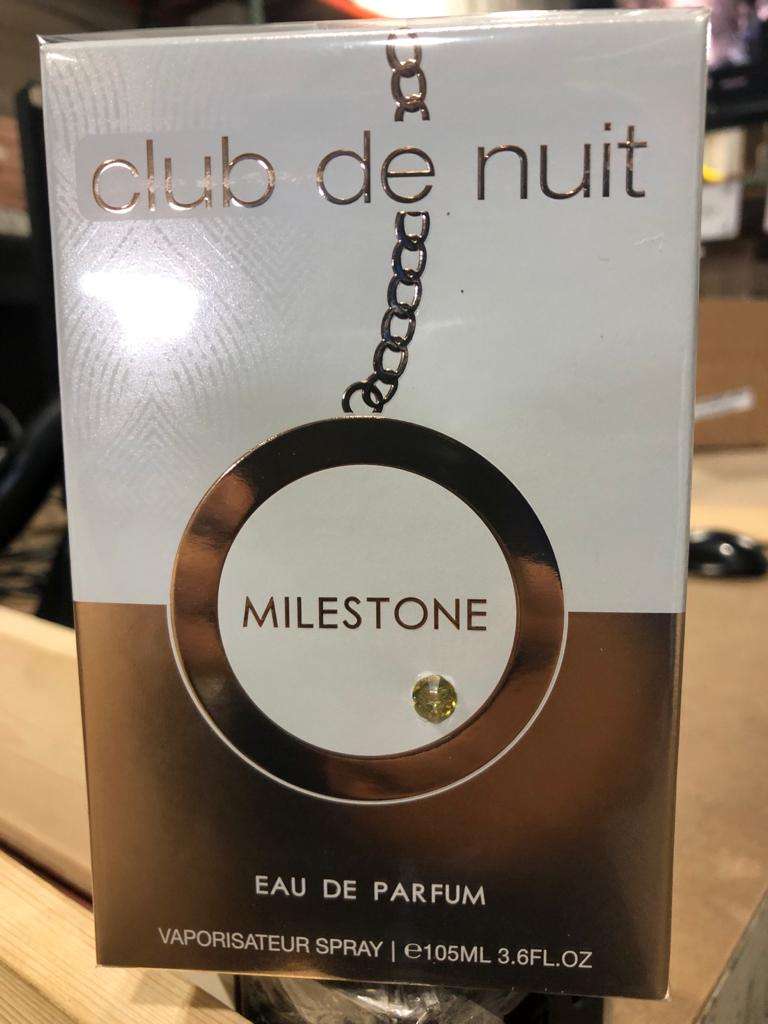 club de nuit
MILESTONE
EAU DE PARFUM
VAPORISATEUR SPRAY | ℮105ML 3.6FL.OZ